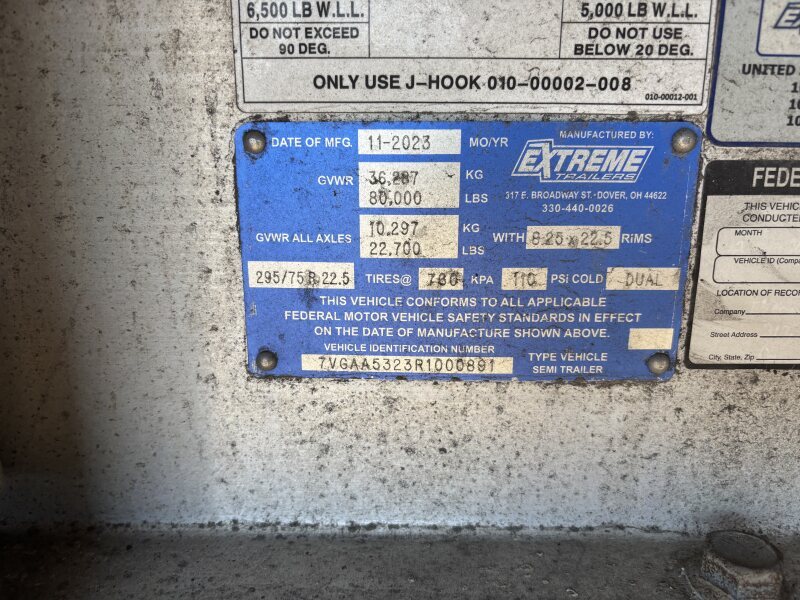 6,500 LB W.L.L.
DO NOT EXCEED
90 DEG.
5,000 LB W.L.L.
DO NOT USE
BELOW 20 DEG.
ONLY USE J-HOOK 010-00002-008
010-00012-001
DATE OF MFG. 11-2023 MO/YR
MANUFACTURED BY:
EXTREME
TRAILERS
317 E. BROADWAY ST. - DOVER, OH 44622
330-440-0026
GVWR 36,287 KG
80,000 LBS
GVWR ALL AXLES 10,297 KG
22,700 LBS
WITH 8.25 x 22.5 RiMS
295/75 R 22.5 TIRES@ 760 KPA 110 PSi COLD DUAL
THIS VEHICLE CONFORMS TO ALL APPLICABLE
FEDERAL MOTOR VEHICLE SAFETY STANDARDS IN EFFECT
ON THE DATE OF MANUFACTURE SHOWN ABOVE.
VEHICLE IDENTIFICATION NUMBER
7VGAA5323R1000891
TYPE VEHICLE
SEMI TRAILER
UNITED
FEDE
THIS VEHIC
CONDUCTE
MONTH
VEHICLE ID (Compa
LOCATION OF RECOR
Company
Street Address
City, State, Zip